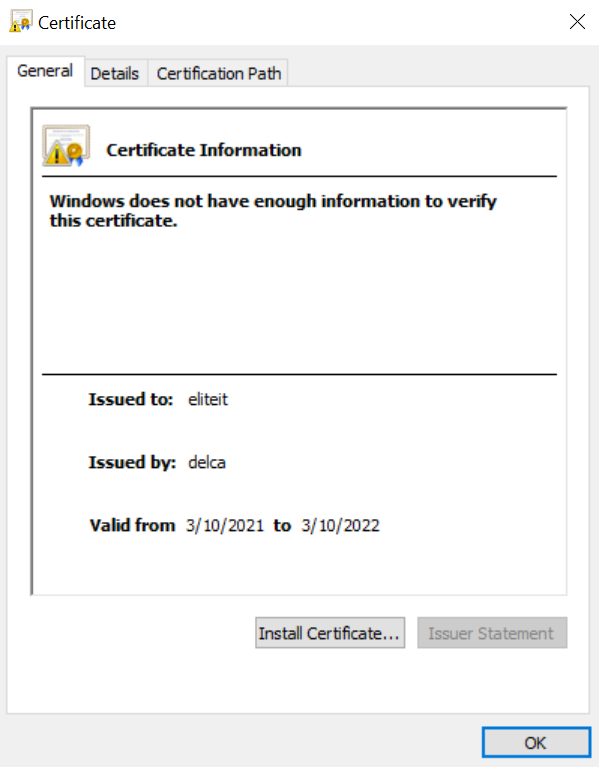 Certificate
General Details Certification Path
Certificate Information
Windows does not have enough information to verify
this certificate.
Issued to: eliteit
Issued by: delca
Valid from 3/10/2021 to 3/10/2022
Install Certificate... Issuer Statement
OK